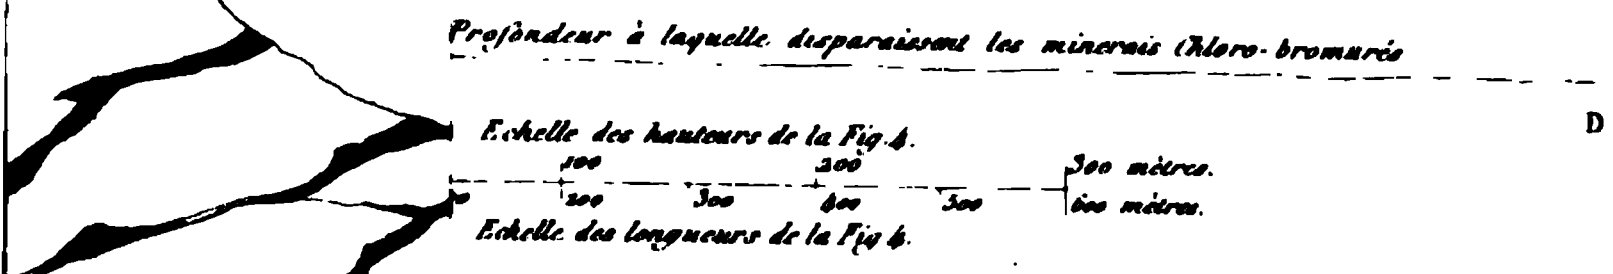 Profondeur à laquelle disparaissent les minerais Chloro-bromurés
D
Echelle des hauteurs de la Fig. 4.
100 200 300 mètres.
0 200 300 400 500 600 mètres.
Echelle des longueurs de la Fig 4.